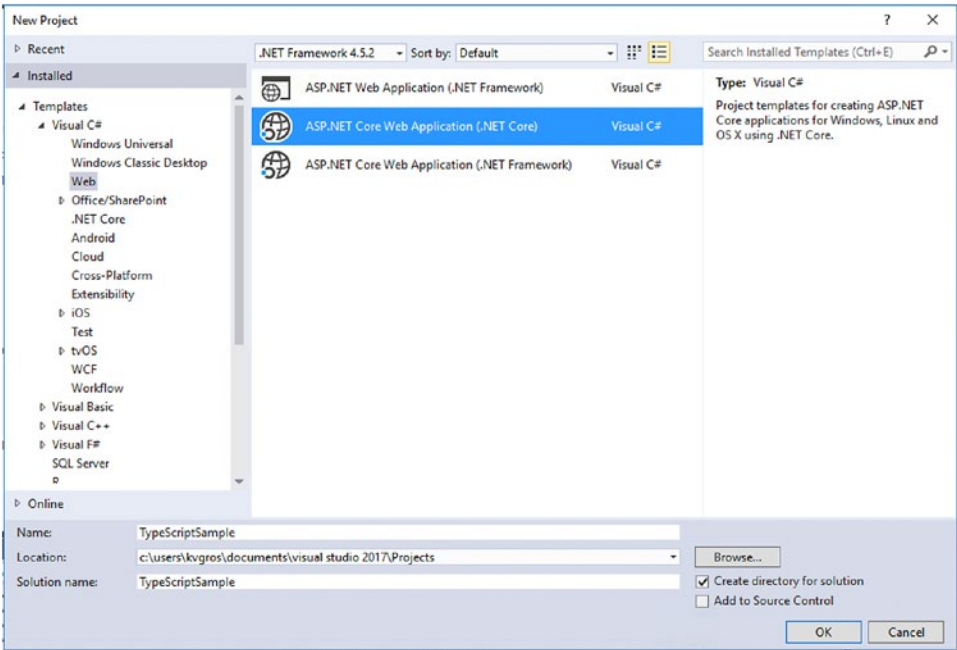 New Project
? ×
Recent
.NET Framework 4.5.2 Sort by: Default
Search Installed Templates (Ctrl+E)
Installed
Templates
Visual C#
Windows Universal
Windows Classic Desktop
Web
Office/SharePoint
.NET Core
Android
Cloud
Cross-Platform
Extensibility
iOS
Test
tvOS
WCF
Workflow
Visual Basic
Visual C++
Visual F#
SQL Server
Online
ASP.NET Web Application (.NET Framework) Visual C#
ASP.NET Core Web Application (.NET Core) Visual C#
ASP.NET Core Web Application (.NET Framework) Visual C#
Type: Visual C#
Project templates for creating ASP.NET
Core applications for Windows, Linux and
OS X using .NET Core.
Name: TypeScriptSample
Location: c:\users\kvgros\documents\visual studio 2017\Projects
Browse...
Solution name: TypeScriptSample
Create directory for solution
Add to Source Control
OK Cancel